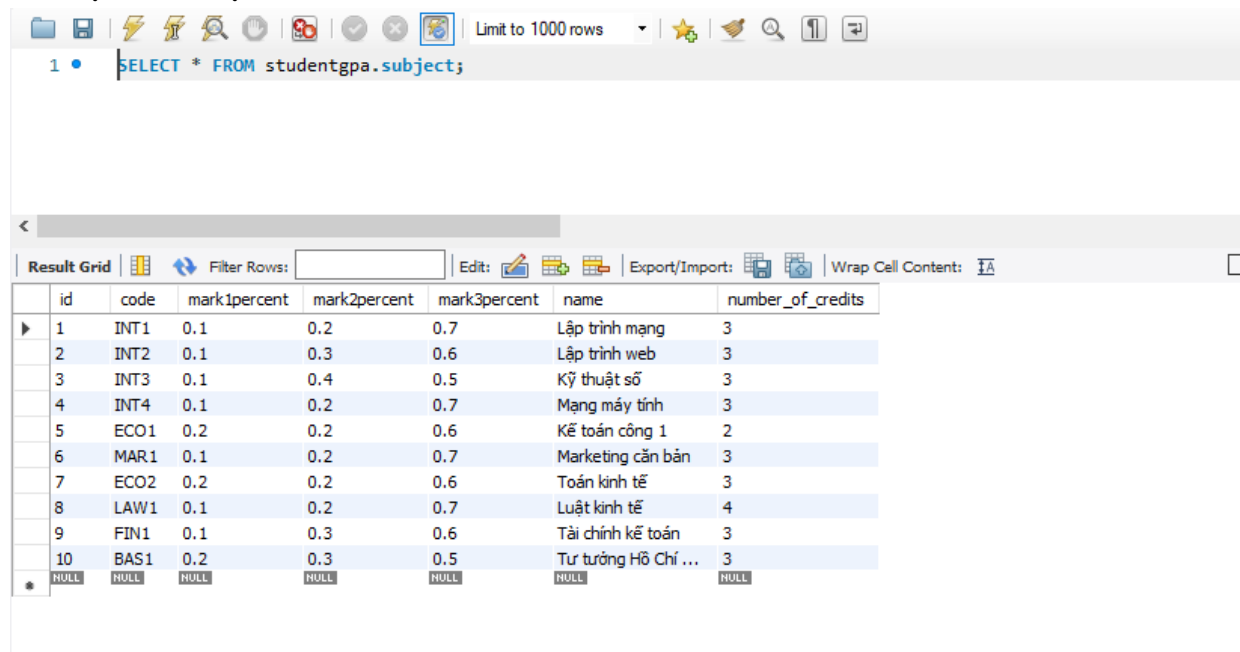 Limit to 1000 rows
1 SELECT * FROM studentgpa.subject;
Result Grid Filter Rows: Edit: Export/Import: Wrap Cell Content:
id code mark1percent mark2percent mark3percent name number_of_credits
1 INT1 0.1 0.2 0.7 Lập trình mạng 3
2 INT2 0.1 0.3 0.6 Lập trình web 3
3 INT3 0.1 0.4 0.5 Kỹ thuật số 3
4 INT4 0.1 0.2 0.7 Mạng máy tính 3
5 ECO1 0.2 0.2 0.6 Kế toán công 1 2
6 MAR1 0.1 0.2 0.7 Marketing căn bản 3
7 ECO2 0.2 0.2 0.6 Toán kinh tế 3
8 LAW1 0.1 0.2 0.7 Luật kinh tế 4
9 FIN1 0.1 0.3 0.6 Tài chính kế toán 3
10 BAS1 0.2 0.3 0.5 Tư tưởng Hồ Chí ... 3
NULL NULL NULL NULL NULL NULL NULL